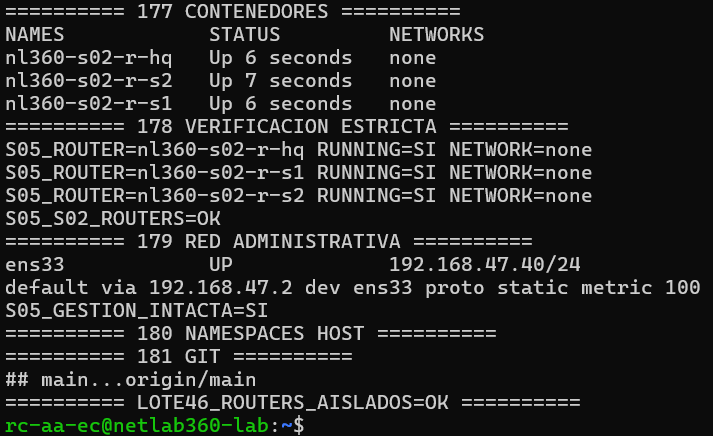 ========== 177 CONTENEDORES ==========
NAMES            STATUS         NETWORKS
nl360-s02-r-hq   Up 6 seconds   none
nl360-s02-r-s2   Up 7 seconds   none
nl360-s02-r-s1   Up 6 seconds   none
========== 178 VERIFICACION ESTRICTA ==========
S05_ROUTER=nl360-s02-r-hq RUNNING=SI NETWORK=none
S05_ROUTER=nl360-s02-r-s1 RUNNING=SI NETWORK=none
S05_ROUTER=nl360-s02-r-s2 RUNNING=SI NETWORK=none
S05_S02_ROUTERS=OK
========== 179 RED ADMINISTRATIVA ==========
ens33            UP             192.168.47.40/24
default via 192.168.47.2 dev ens33 proto static metric 100
S05_GESTION_INTACTA=SI
========== 180 NAMESPACES HOST ==========
========== 181 GIT ==========
## main...origin/main
========== LOTE46_ROUTERS_AISLADOS=OK ==========
rc-aa-ec@netlab360-lab:~$